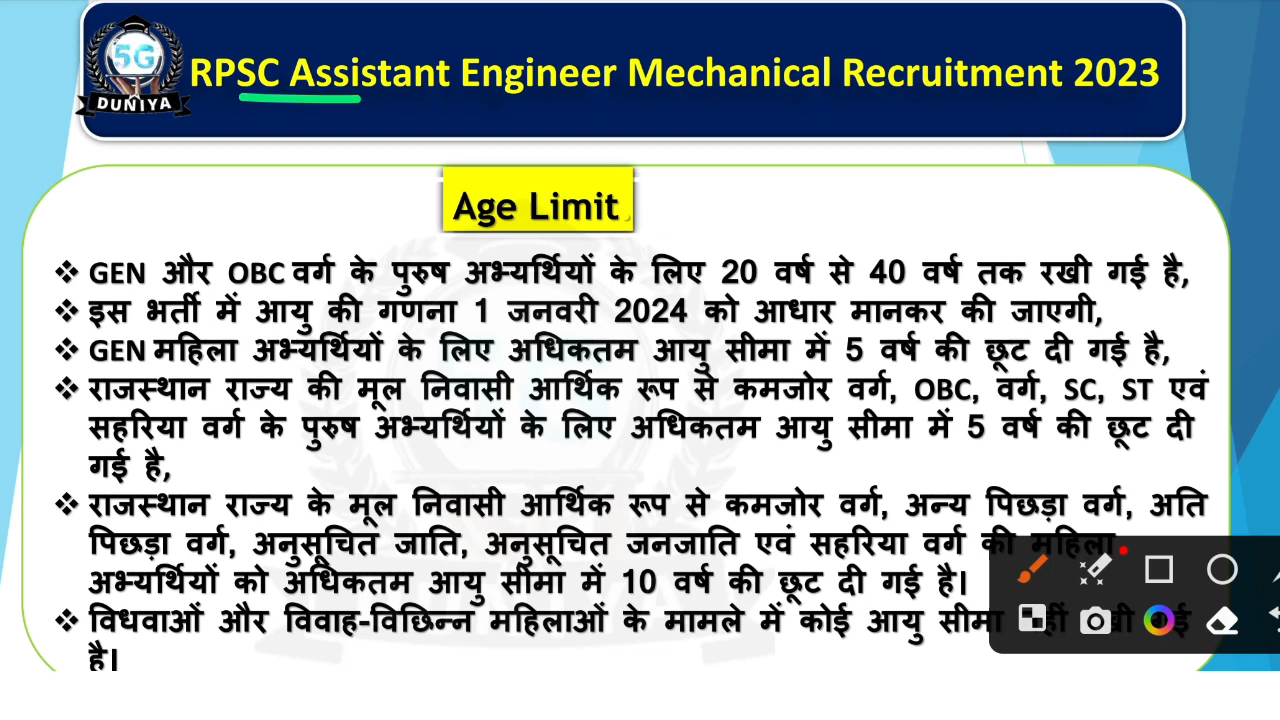 5G
DUNIYA
RPSC Assistant Engineer Mechanical Recruitment 2023
Age Limit
❖ GEN और OBC वर्ग के पुरुष अभ्यर्थियों के लिए 20 वर्ष से 40 वर्ष तक रखी गई है,
❖ इस भर्ती में आयु की गणना 1 जनवरी 2024 को आधार मानकर की जाएगी,
❖ GEN महिला अभ्यर्थियों के लिए अधिकतम आयु सीमा में 5 वर्ष की छूट दी गई है,
❖ राजस्थान राज्य की मूल निवासी आर्थिक रूप से कमजोर वर्ग, OBC, वर्ग, SC, ST एवं
सहरिया वर्ग के पुरुष अभ्यर्थियों के लिए अधिकतम आयु सीमा में 5 वर्ष की छूट दी
गई है,
❖ राजस्थान राज्य के मूल निवासी आर्थिक रूप से कमजोर वर्ग, अन्य पिछड़ा वर्ग, अति
पिछड़ा वर्ग, अनुसूचित जाति, अनुसूचित जनजाति एवं सहरिया वर्ग की महिला
अभ्यर्थियों को अधिकतम आयु सीमा में 10 वर्ष की छूट दी गई है।
❖ विधवाओं और विवाह-विछिन्न महिलाओं के मामले में कोई आयु सीमा गई
है।